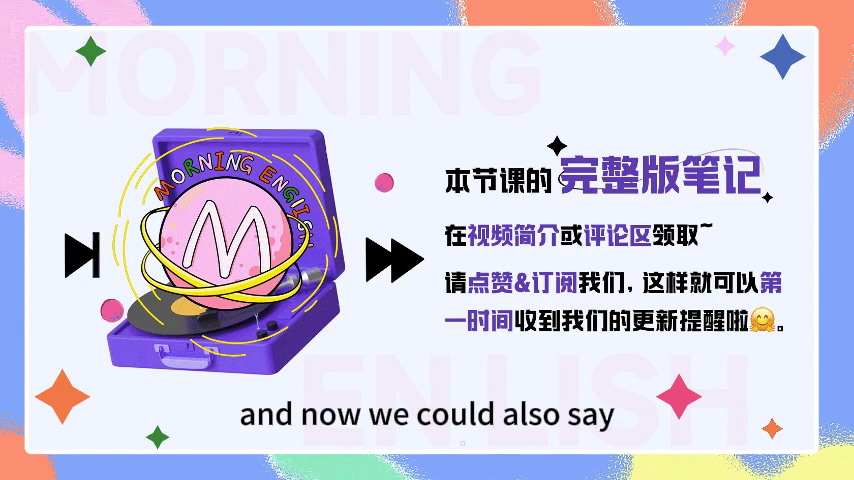 MORNING
MORNING ENGLISH
M
本节课的 完整版笔记
在视频简介或评论区领取~
请点赞&订阅我们，这样就可以第
一时间收到我们的更新提醒啦🤗。
EN LISH
and now we could also say